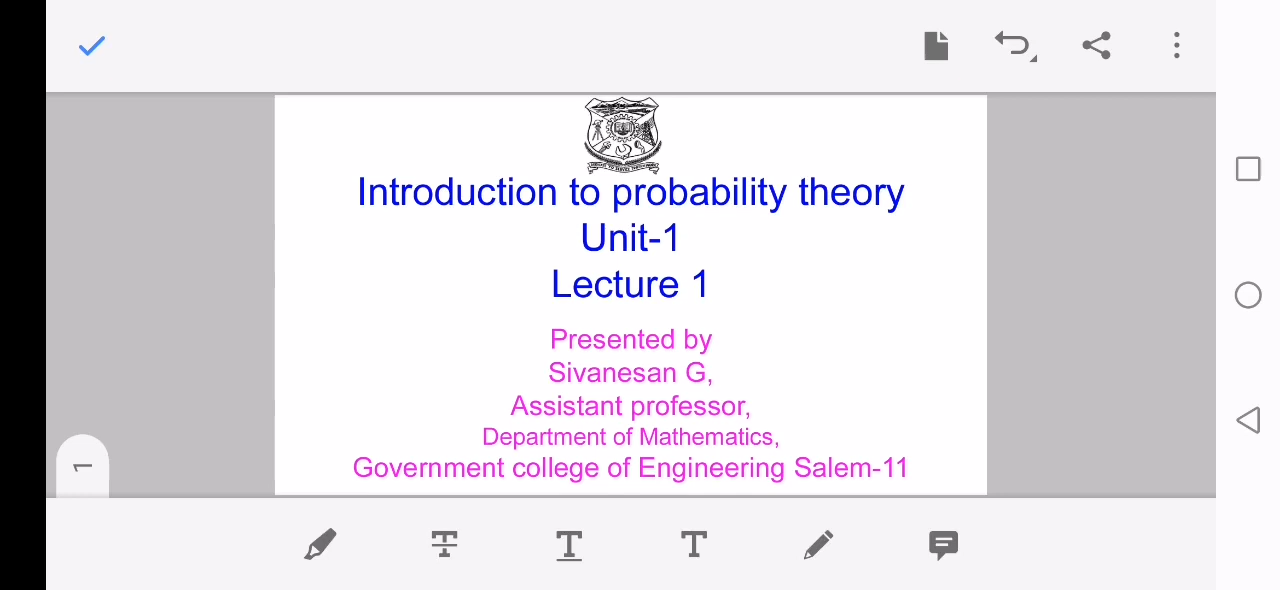 Introduction to probability theory
Unit-1
Lecture 1
Presented by
Sivanesan G,
Assistant professor,
Department of Mathematics,
Government college of Engineering Salem-11
1
T
T
T